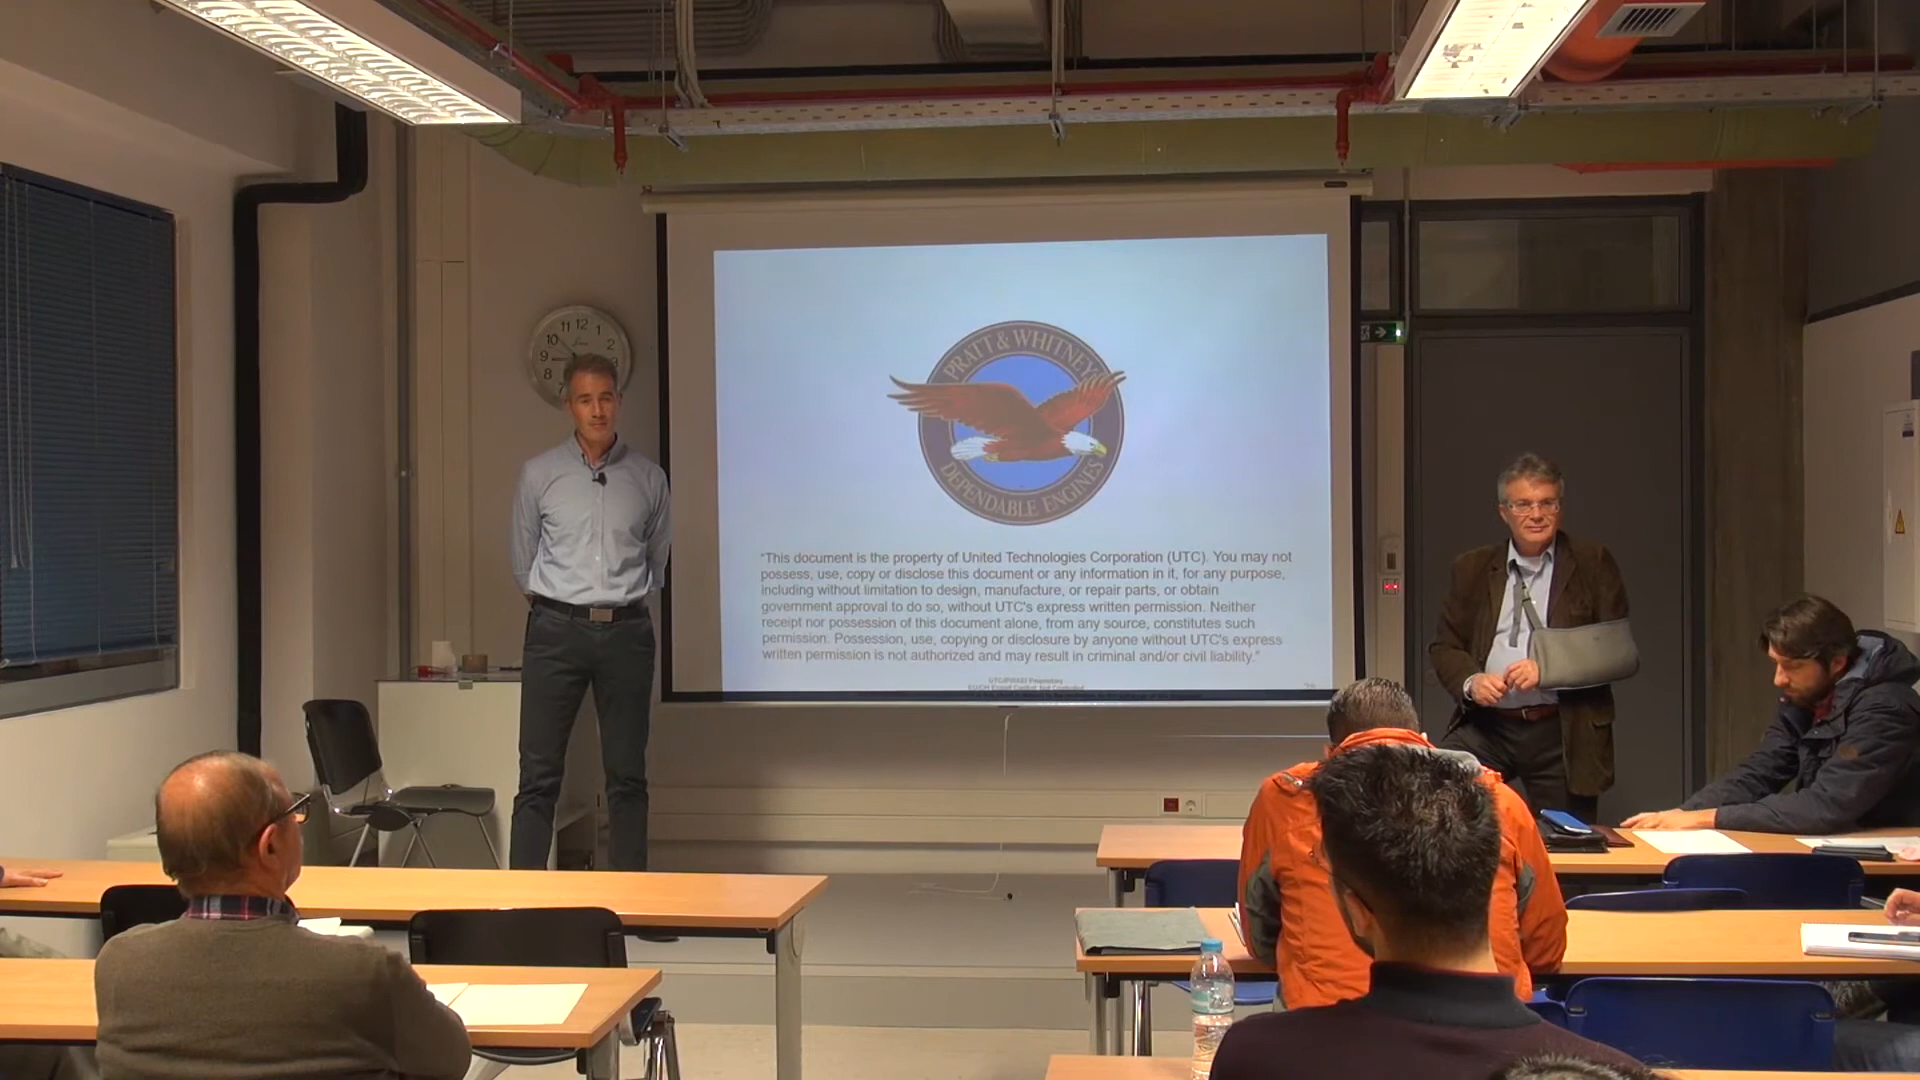 11 12 1
10 2
9
8
7
PRATT & WHITNEY
DEPENDABLE ENGINES
"This document is the property of United Technologies Corporation (UTC). You may not
possess, use, copy or disclose this document or any information in it, for any purpose,
including without limitation to design, manufacture, or repair parts, or obtain
government approval to do so, without UTC's express written permission. Neither
receipt nor possession of this document alone, from any source, constitutes such
permission. Possession, use, copying or disclosure by anyone without UTC's express
written permission is not authorized and may result in criminal and/or civil liability."